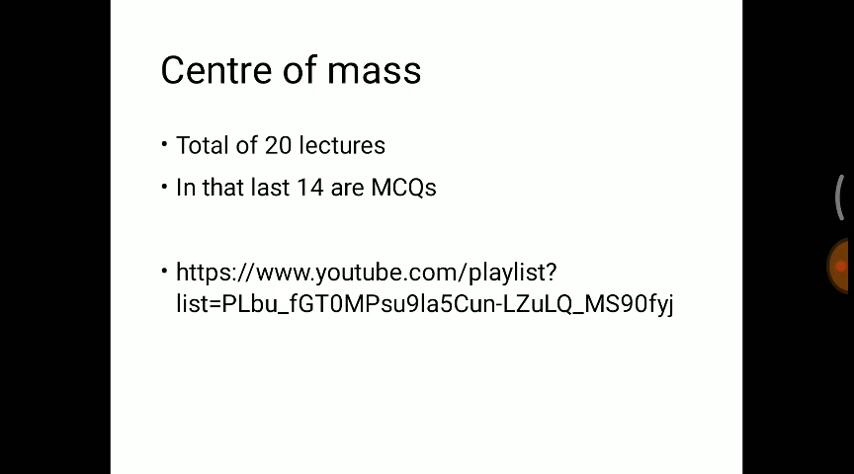 Centre of mass
• Total of 20 lectures
• In that last 14 are MCQs
• https://www.youtube.com/playlist?
list=PLbu_fGT0MPsu9la5Cun-LZuLQ_MS90fyj